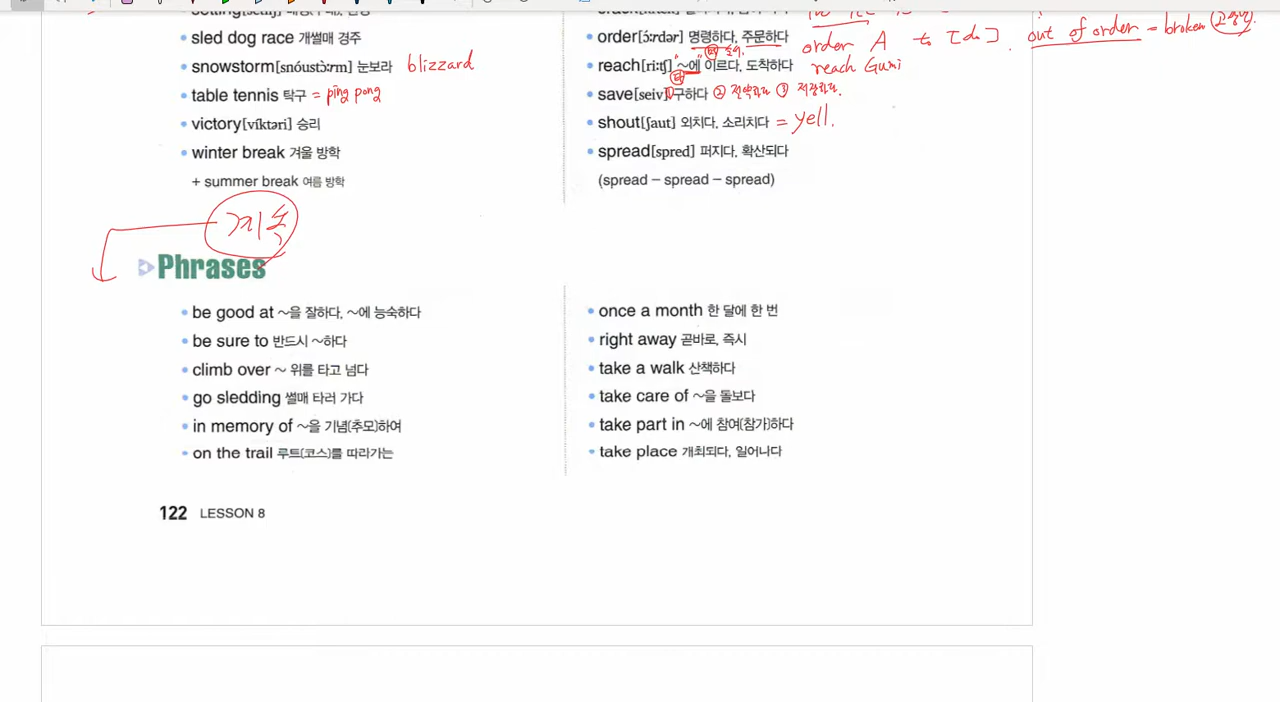 sled dog race 개썰매 경주
snowstorm[snóustɔ̀ːrm] 눈보라 blizzard
table tennis 탁구 = ping pong
victory[víktəri] 승리
winter break 겨울 방학
+ summer break 여름 방학
order[ɔ́ːrdər] 명령하다, 주문하다 order A to [do]. out of order = broken
reach[riːtʃ] "~에" 이르다, 도착하다 reach Gumi
save[seiv] ①구하다 ② 절약하다 ③ 저장하다.
shout[ʃaut] 외치다, 소리치다 = yell.
spread[spred] 퍼지다, 확산되다
(spread – spread – spread)
계속
Phrases
be good at ~을 잘하다, ~에 능숙하다
be sure to 반드시 ~하다
climb over ~ 위를 타고 넘다
go sledding 썰매 타러 가다
in memory of ~을 기념(추모)하여
on the trail 루트(코스)를 따라가는
once a month 한 달에 한 번
right away 곧바로, 즉시
take a walk 산책하다
take care of ~을 돌보다
take part in ~에 참여(참가)하다
take place 개최되다, 일어나다
122 LESSON 8